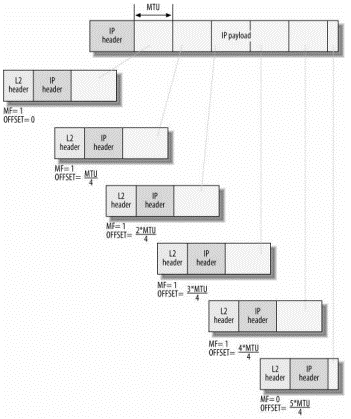 MTU
IP
header
IP payload
L2
header
IP
header
MF= 1
OFFSET= 0
L2
header
IP
header
MF= 1
OFFSET= MTU
4
L2
header
IP
header
MF= 1
OFFSET= 2*MTU
4
L2
header
IP
header
MF= 1
OFFSET= 3*MTU
4
L2
header
IP
header
MF= 1
OFFSET= 4*MTU
4
L2
header
IP
header
MF= 0
OFFSET= 5*MTU
4